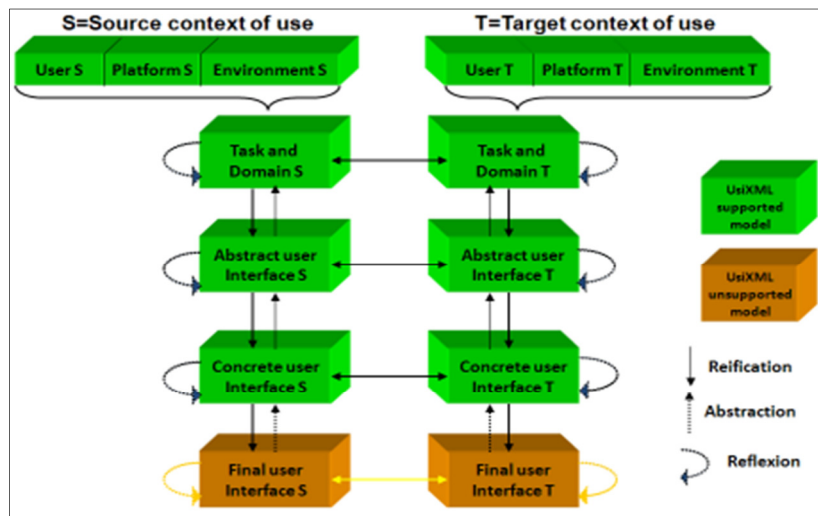 S=Source context of use
T=Target context of use
User S
Platform S
Environment S
User T
Platform T
Environment T
Task and
Domain S
Task and
Domain T
Abstract user
Interface S
Abstract user
Interface T
Concrete user
Interface S
Concrete user
Interface T
Final user
Interface S
Final user
Interface T
UsiXML
supported
model
UsiXML
unsupported
model
Reification
Abstraction
Reflexion